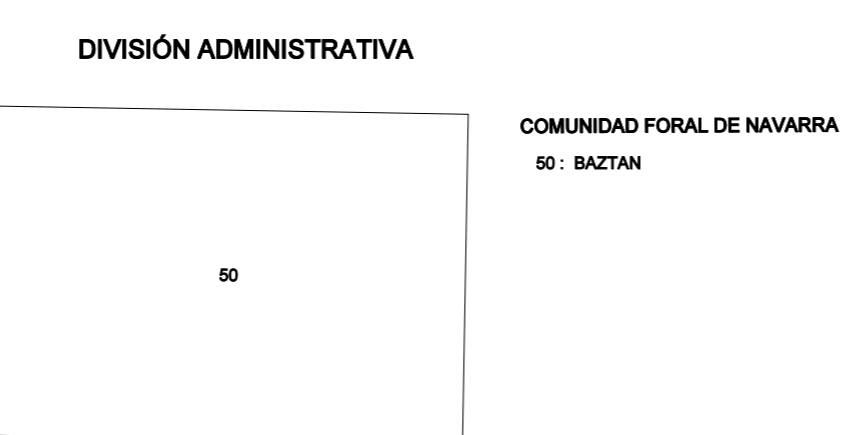 DIVISIÓN ADMINISTRATIVA
COMUNIDAD FORAL DE NAVARRA
50 : BAZTAN
50